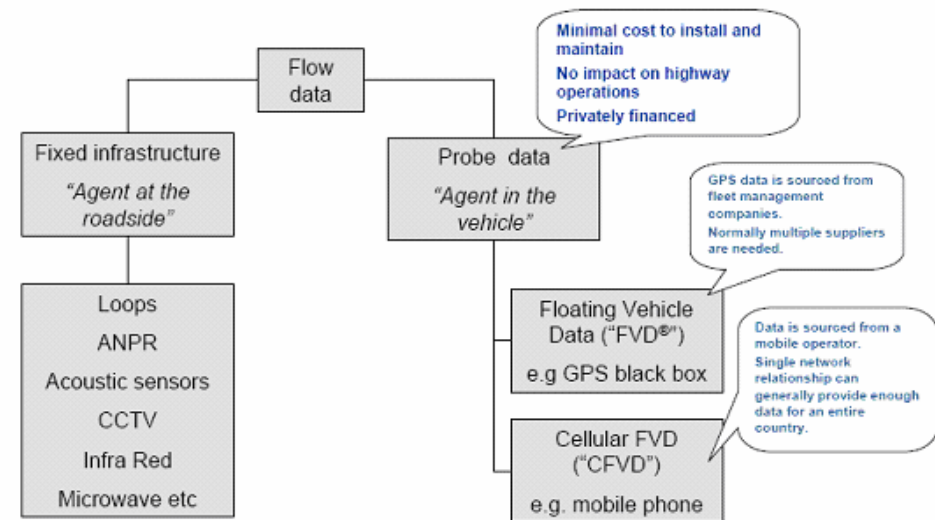 Flow
data
Minimal cost to install and
maintain
No impact on highway
operations
Privately financed
Fixed infrastructure
“Agent at the
roadside”
Probe data
“Agent in the
vehicle”
GPS data is sourced from
fleet management
companies.
Normally multiple suppliers
are needed.
Loops
ANPR
Acoustic sensors
CCTV
Infra Red
Microwave etc
Floating Vehicle
Data (“FVD®”)
e.g GPS black box
Data is sourced from a
mobile operator.
Single network
relationship can
generally provide enough
data for an entire
country.
Cellular FVD
(“CFVD”)
e.g. mobile phone